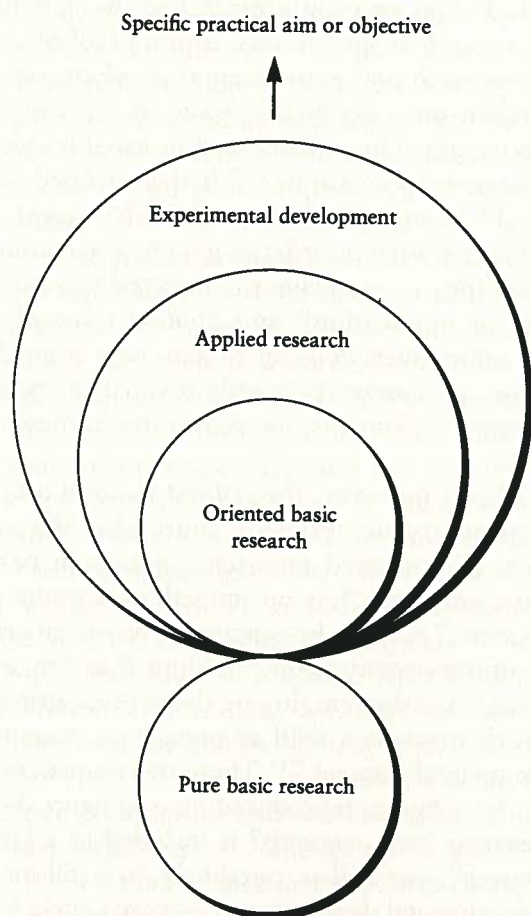 Specific practical aim or objective
Experimental development
Applied research
Oriented basic
research
Pure basic research